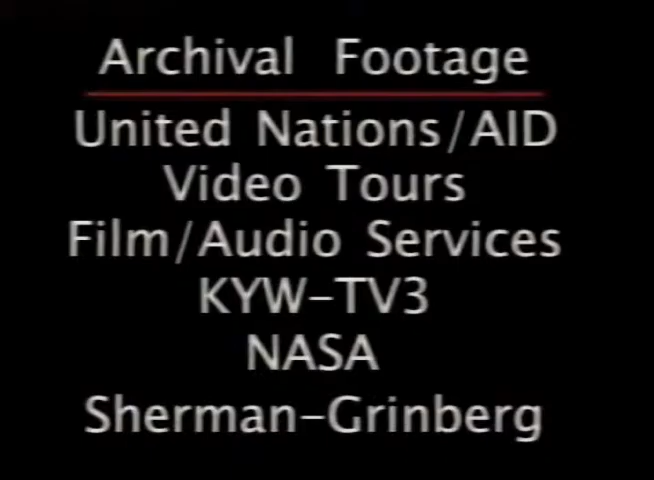 Archival Footage
United Nations/AID
Video Tours
Film/Audio Services
KYW-TV3
NASA
Sherman-Grinberg